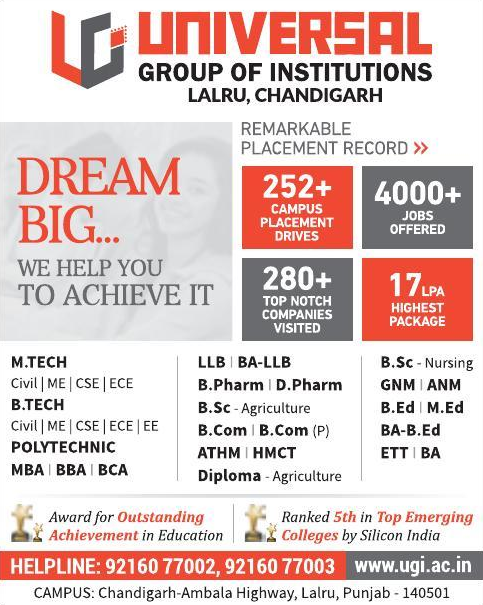 UNIVERSAL
GROUP OF INSTITUTIONS
LALRU, CHANDIGARH
DREAM
BIG...
WE HELP YOU
TO ACHIEVE IT
REMARKABLE
PLACEMENT RECORD >>
252+
CAMPUS
PLACEMENT
DRIVES
4000+
JOBS
OFFERED
280+
TOP NOTCH
COMPANIES
VISITED
17 LPA
HIGHEST
PACKAGE
M.TECH
Civil | ME | CSE | ECE
B.TECH
Civil | ME | CSE | ECE | EE
POLYTECHNIC
MBA | BBA | BCA
LLB | BA-LLB
B.Pharm | D.Pharm
B.Sc - Agriculture
B.Com | B.Com (P)
ATHM | HMCT
Diploma - Agriculture
B.Sc - Nursing
GNM | ANM
B.Ed | M.Ed
BA-B.Ed
ETT | BA
Award for Outstanding
Achievement in Education
Ranked 5th in Top Emerging
Colleges by Silicon India
HELPLINE: 92160 77002, 92160 77003
www.ugi.ac.in
CAMPUS: Chandigarh-Ambala Highway, Lalru, Punjab - 140501